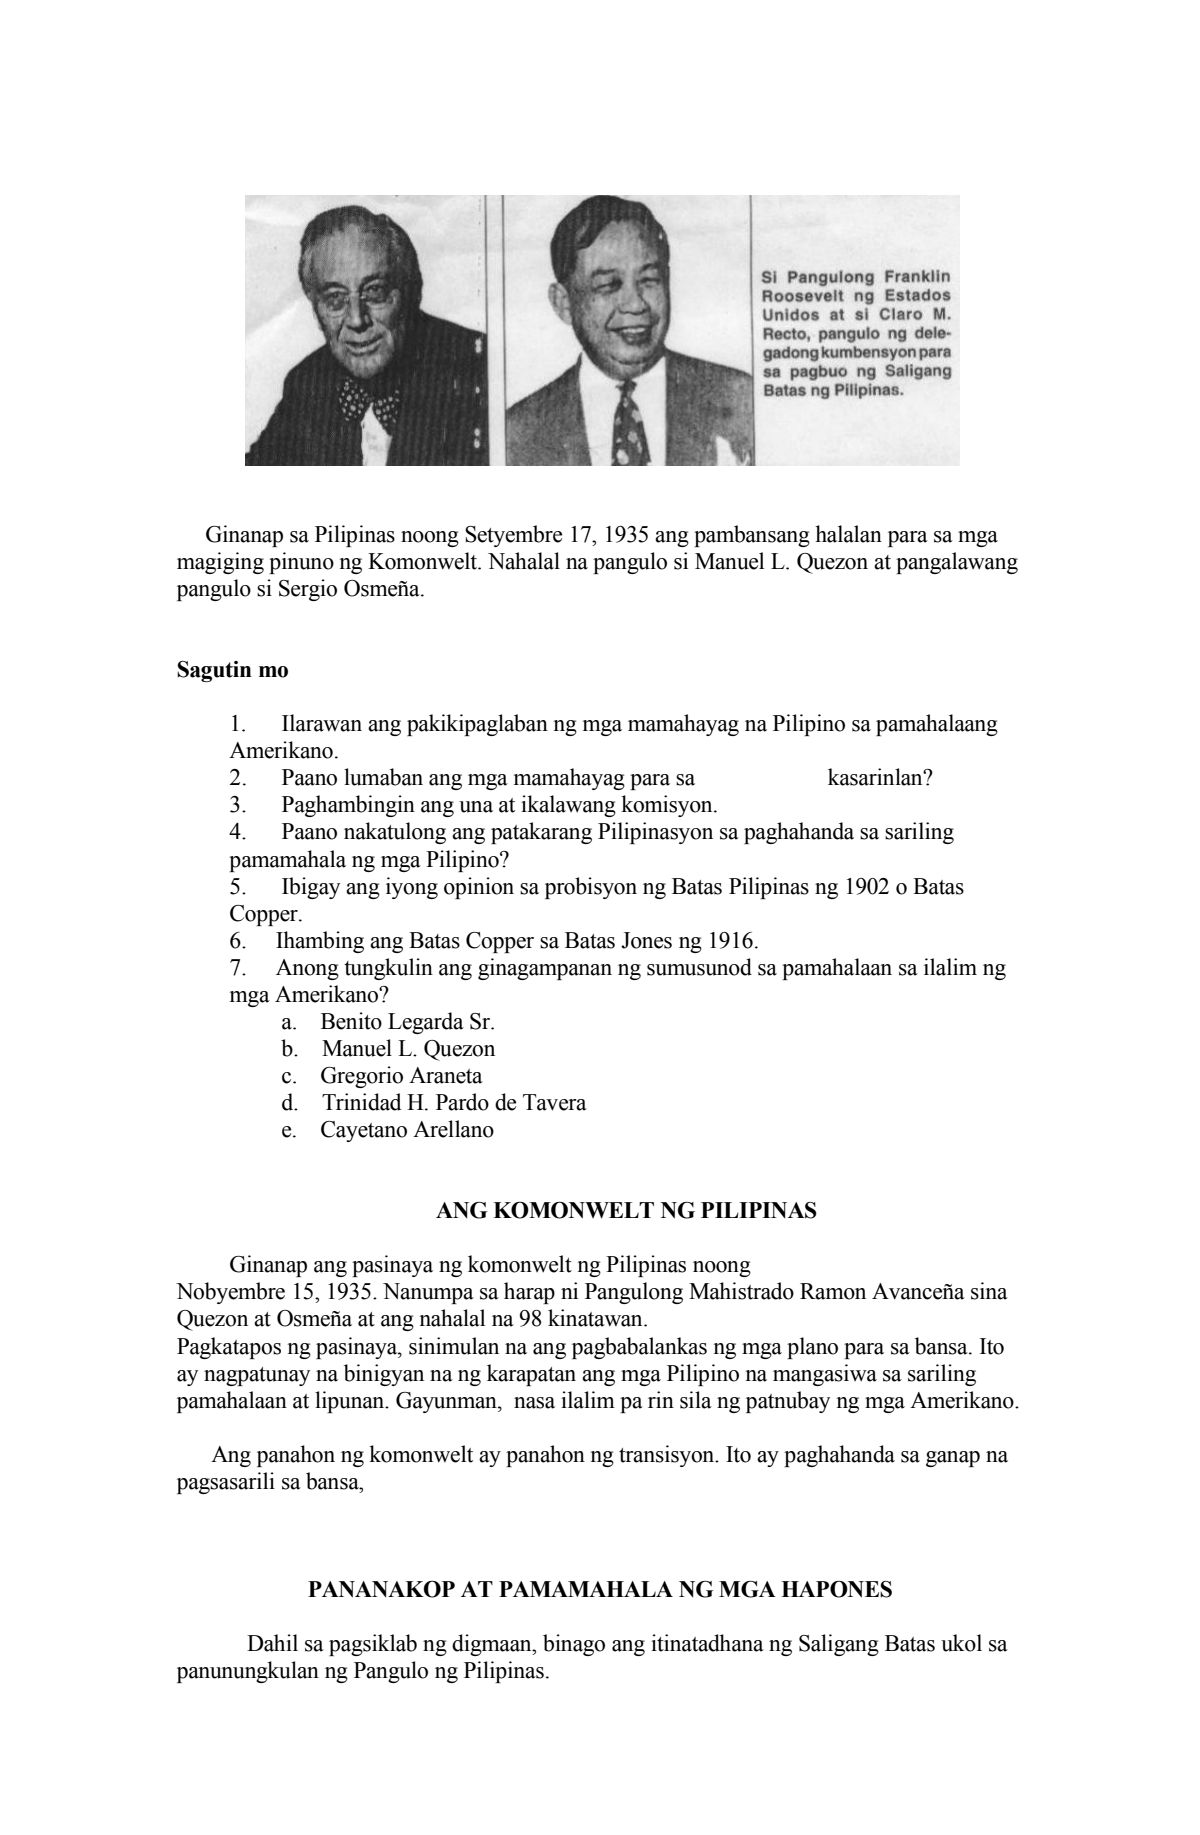 Si Pangulong Franklin
Roosevelt ng Estados
Unidos at si Claro M.
Recto, pangulo ng dele-
gadong kumbensyon para
sa pagbuo ng Saligang
Batas ng Pilipinas.
Ginanap sa Pilipinas noong Setyembre 17, 1935 ang pambansang halalan para sa mga
magiging pinuno ng Komonwelt. Nahalal na pangulo si Manuel L. Quezon at pangalawang
pangulo si Sergio Osmeña.
Sagutin mo
1. Ilarawan ang pakikipaglaban ng mga mamahayag na Pilipino sa pamahalaang
Amerikano.
2. Paano lumaban ang mga mamahayag para sa kasarinlan?
3. Paghambingin ang una at ikalawang komisyon.
4. Paano nakatulong ang patakarang Pilipinasyon sa paghahanda sa sariling
pamamahala ng mga Pilipino?
5. Ibigay ang iyong opinion sa probisyon ng Batas Pilipinas ng 1902 o Batas
Copper.
6. Ihambing ang Batas Copper sa Batas Jones ng 1916.
7. Anong tungkulin ang ginagampanan ng sumusunod sa pamahalaan sa ilalim ng
mga Amerikano?
a. Benito Legarda Sr.
b. Manuel L. Quezon
c. Gregorio Araneta
d. Trinidad H. Pardo de Tavera
e. Cayetano Arellano
ANG KOMONWELT NG PILIPINAS
Ginanap ang pasinaya ng komonwelt ng Pilipinas noong
Nobyembre 15, 1935. Nanumpa sa harap ni Pangulong Mahistrado Ramon Avanceña sina
Quezon at Osmeña at ang nahalal na 98 kinatawan.
Pagkatapos ng pasinaya, sinimulan na ang pagbabalankas ng mga plano para sa bansa. Ito
ay nagpatunay na binigyan na ng karapatan ang mga Pilipino na mangasiwa sa sariling
pamahalaan at lipunan. Gayunman, nasa ilalim pa rin sila ng patnubay ng mga Amerikano.
Ang panahon ng komonwelt ay panahon ng transisyon. Ito ay paghahanda sa ganap na
pagsasarili sa bansa,
PANANAKOP AT PAMAMAHALA NG MGA HAPONES
Dahil sa pagsiklab ng digmaan, binago ang itinatadhana ng Saligang Batas ukol sa
panunungkulan ng Pangulo ng Pilipinas.